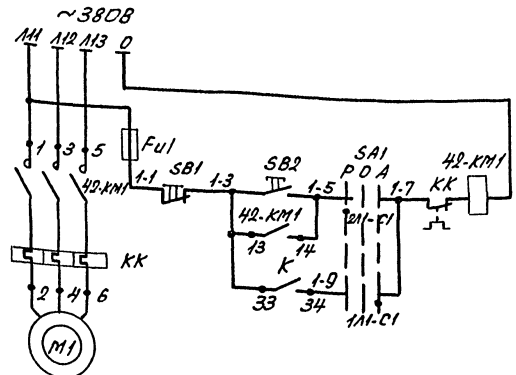 ~380В
Л11 Л12 Л13 0
1 3 5
Fu1
42-КМ1
1-1
SB1
1-3
SB2
1-5
SA1
Р О А
1-7
КК
42-КМ1
2Л1-С1
42-КМ1
13 14
К
1-9
33 34
1Л1-С1
КК
2 4 6
М1